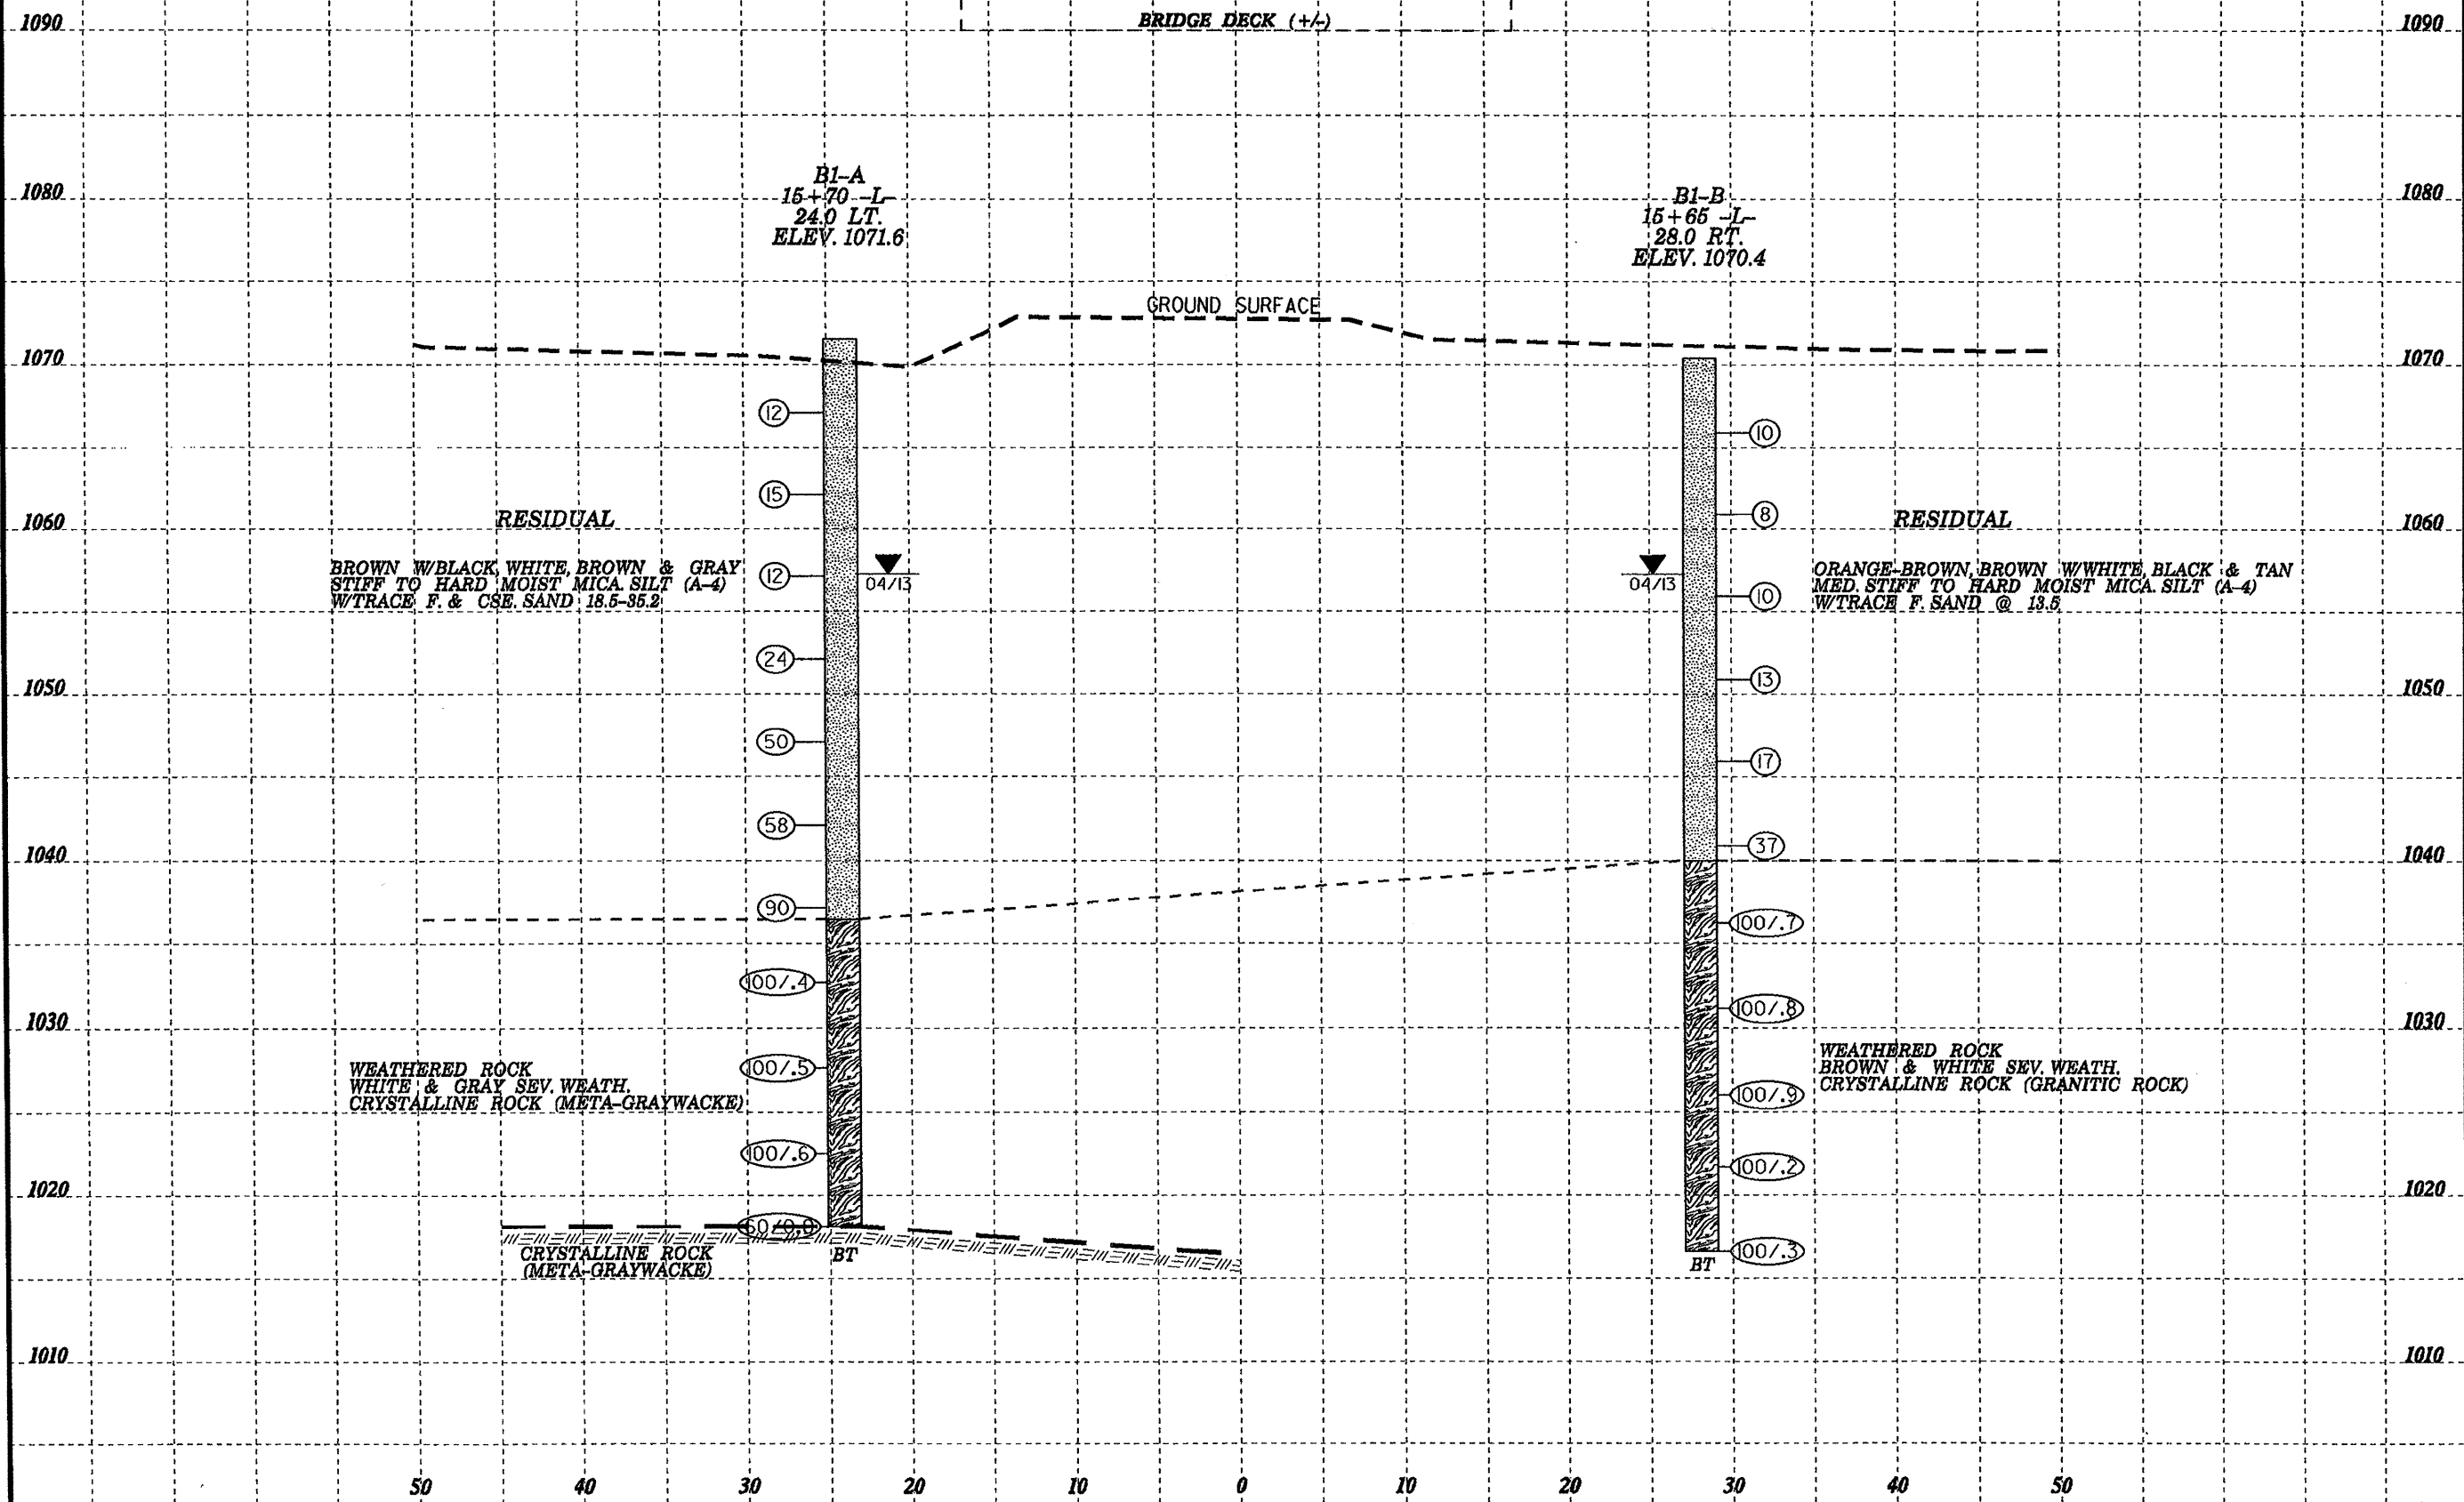 BRIDGE DECK (+/-)
1090 1090
B1-A
15+70 -L-
24.0 LT.
ELEV. 1071.6
B1-B
15+65 -L-
28.0 RT.
ELEV. 1070.4
1080 1080
GROUND SURFACE
1070 1070
12
10
15
8
1060 1060
RESIDUAL
BROWN W/BLACK, WHITE, BROWN & GRAY
STIFF TO HARD MOIST MICA. SILT (A-4)
W/TRACE F. & CSE. SAND 18.5-35.2
12
04/13
04/13
10
RESIDUAL
ORANGE-BROWN, BROWN W/WHITE, BLACK & TAN
MED. STIFF TO HARD MOIST MICA. SILT (A-4)
W/TRACE F. SAND @ 13.5
24
13
1050 1050
50
17
58
37
1040 1040
90
100/.7
100/.4
100/.8
1030 1030
WEATHERED ROCK
WHITE & GRAY SEV. WEATH.
CRYSTALLINE ROCK (META-GRAYWACKE)
100/.5
WEATHERED ROCK
BROWN & WHITE SEV. WEATH.
CRYSTALLINE ROCK (GRANITIC ROCK)
100/.9
100/.6
100/.2
1020 1020
60/0.0
CRYSTALLINE ROCK
(META-GRAYWACKE)
BT
100/.3
BT
1010 1010
50 40 30 20 10 0 10 20 30 40 50